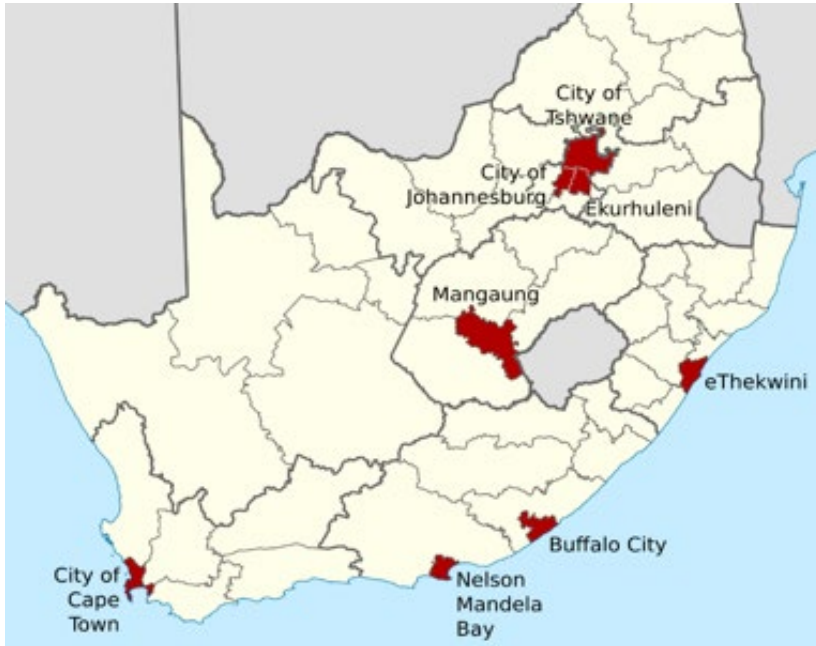 City of
Tshwane
City of
Johannesburg
Ekurhuleni
Mangaung
eThekwini
Buffalo City
City of
Cape
Town
Nelson
Mandela
Bay